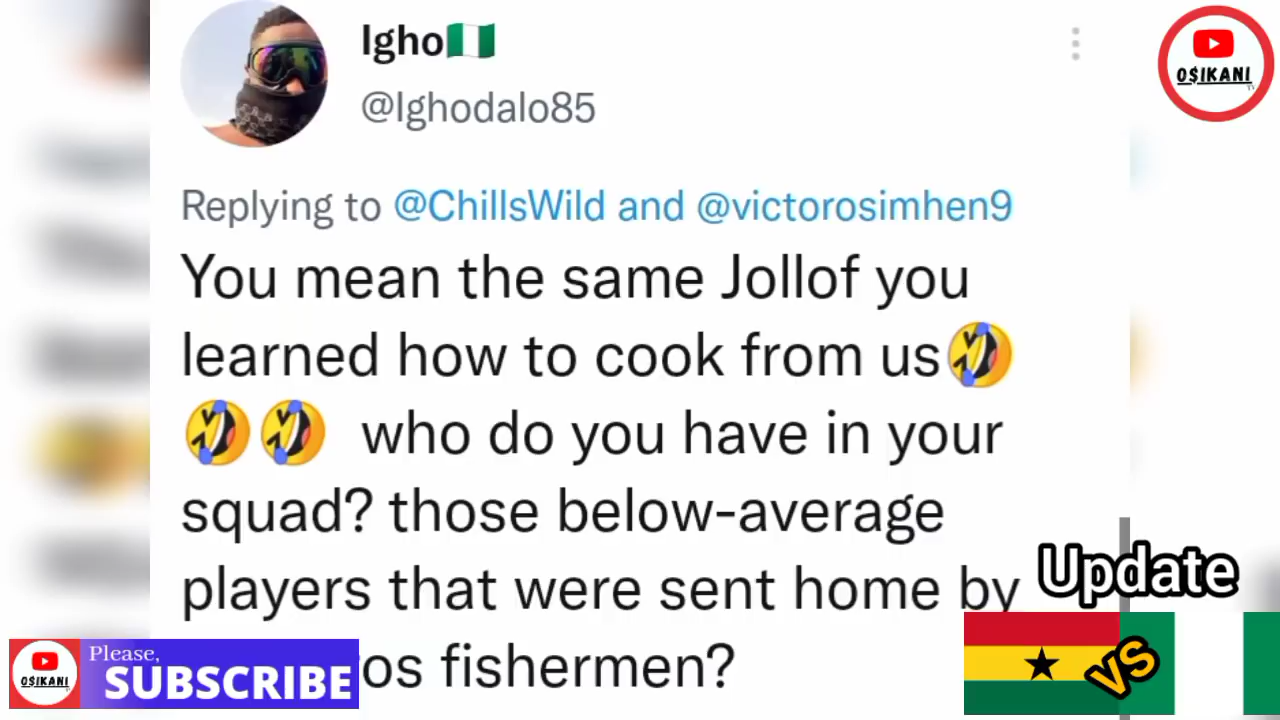 Igho
@Ighodalo85
OSIKANI
Replying to @ChillsWild and @victorosimhen9
You mean the same Jollof you
learned how to cook from us🤣
🤣🤣 who do you have in your
squad? those below-average
players that were sent home by
os fishermen?
Update
VS
Please,
SUBSCRIBE
OSIKANI